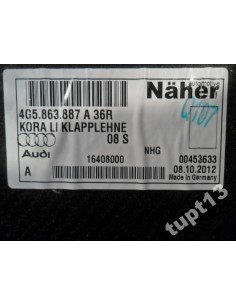 Näher
automotive
4G5.863.887 A 36R
KORA LI KLAPPLEHNE
08 S
Audi
16408000
NHG
00453633
08.10.2012
A
Made in Germany
tupt13